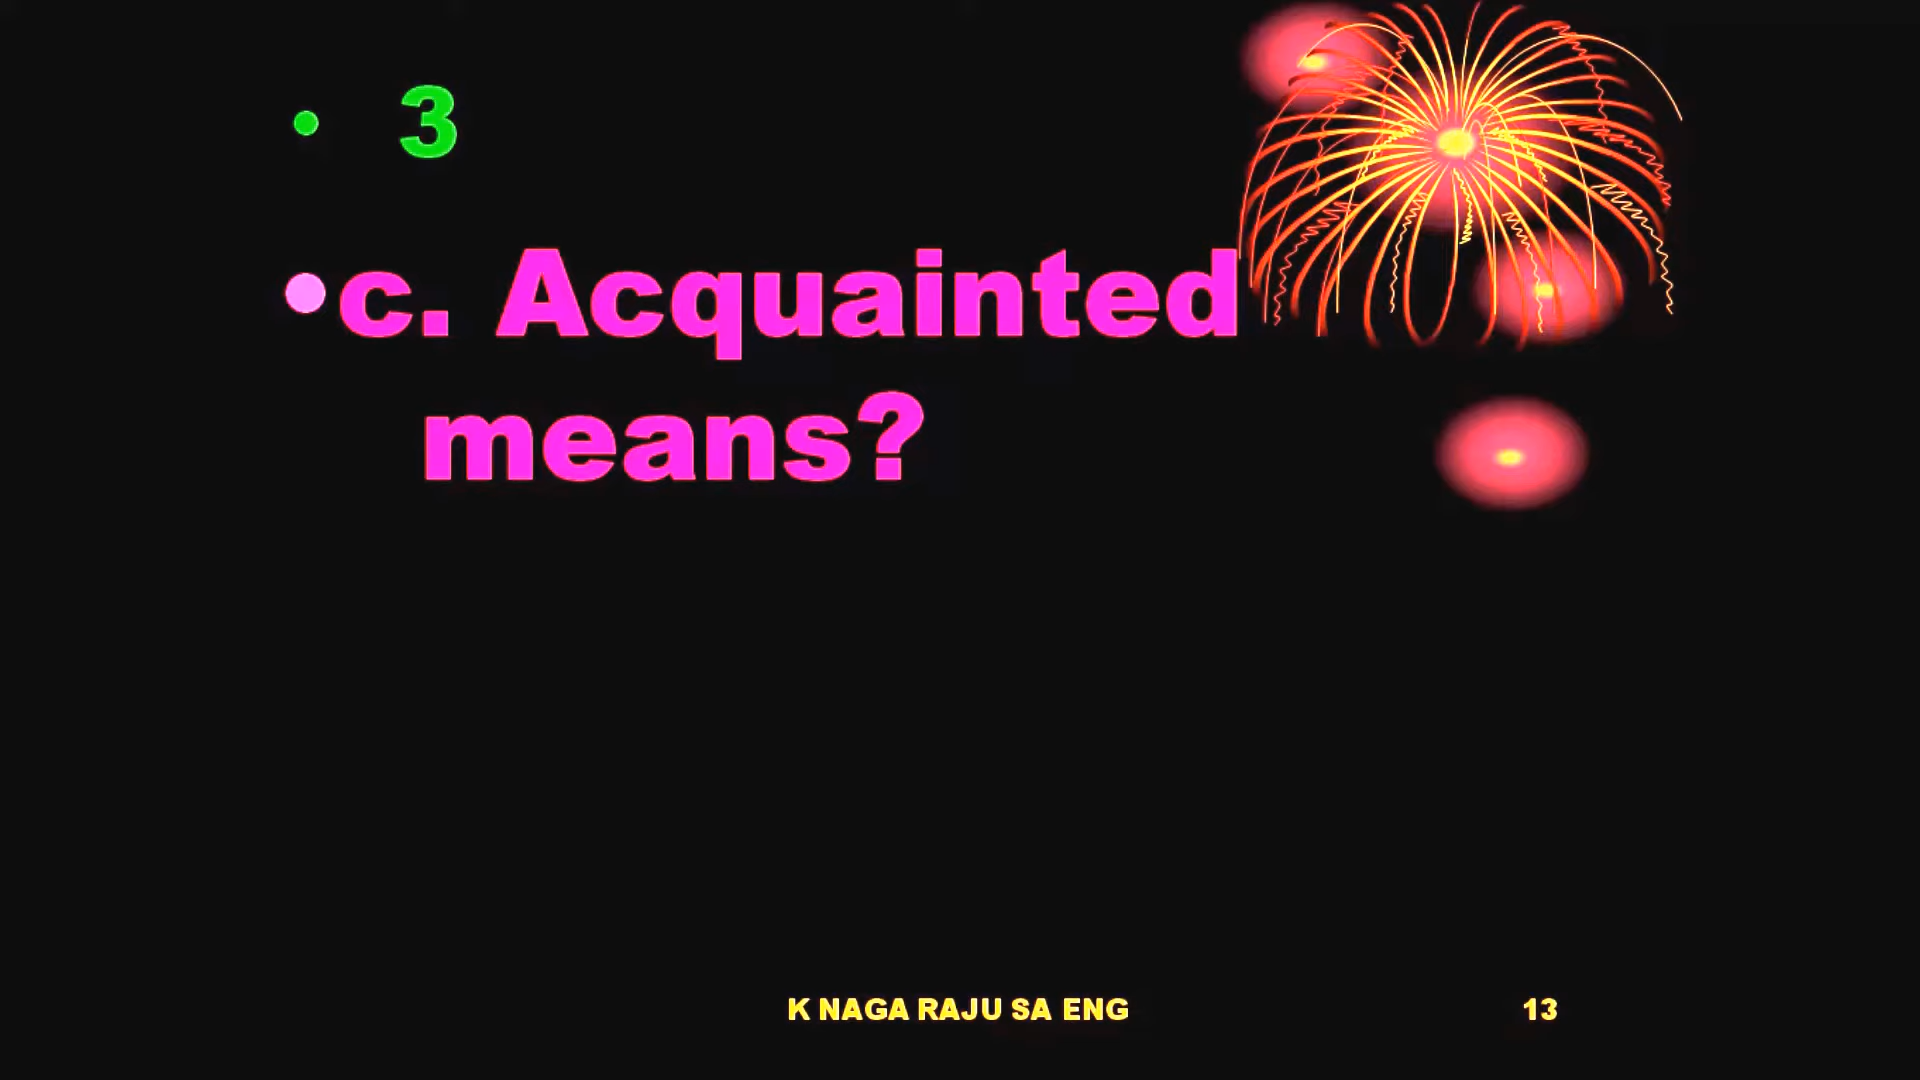 • 3
• c. Acquainted
means?
K NAGA RAJU SA ENG
13